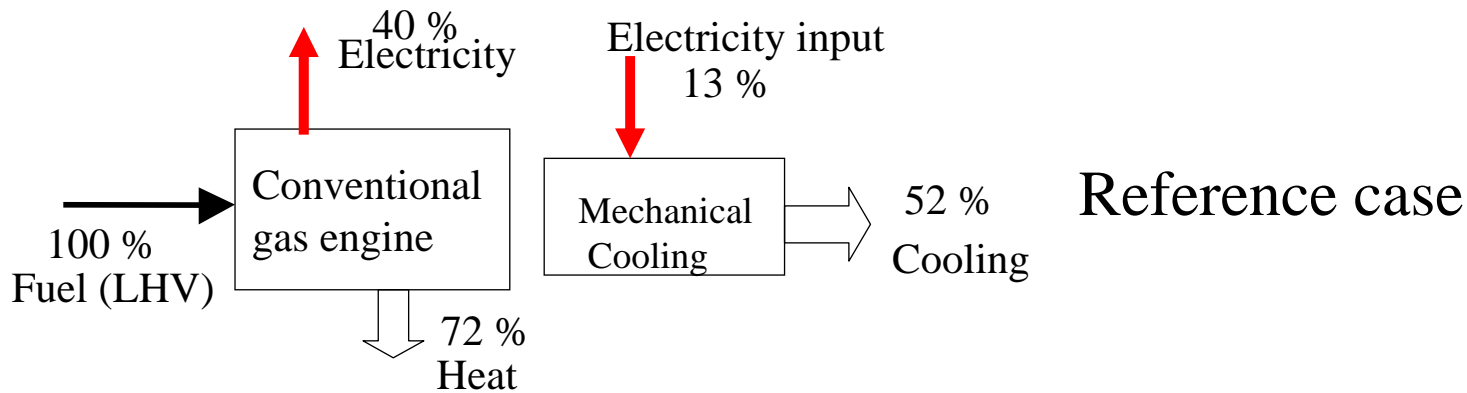 40 %
Electricity
Electricity input
13 %
Conventional
gas engine
100 %
Fuel (LHV)
72 %
Heat
Mechanical
Cooling
52 %
Cooling
Reference case